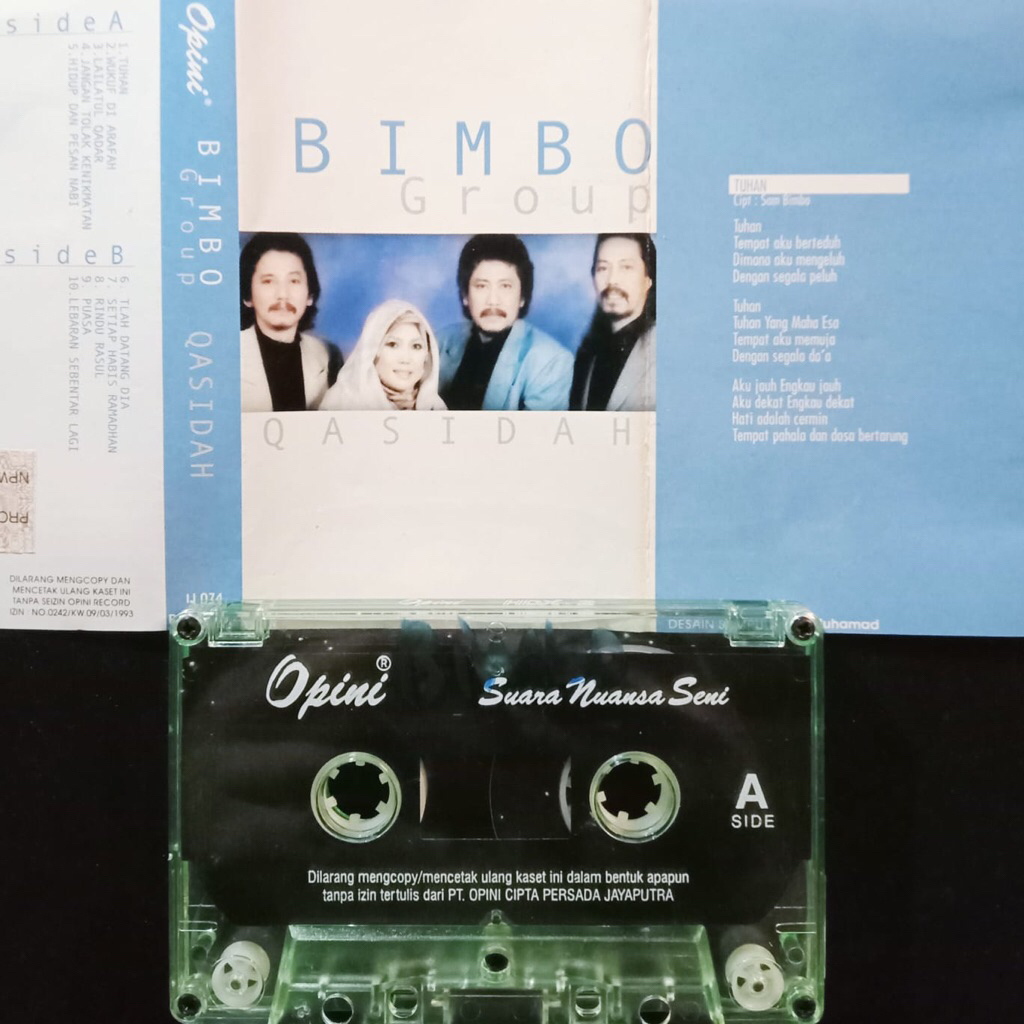 side A
1.TUHAN
2.WUKUF DI ARAFAH
3.LAILATUL QADAR
4.JANGAN TOLAK KENIKMATAN
5.HIDUP DAN PESAN NABI
side B
6. TLAH DATANG DIA
7. SETIAP HABIS RAMADHAN
8. RINDU RASUL
9. PUASA
10.LEBARAN SEBENTAR LAGI
NPW
PRO
DILARANG MENGCOPY DAN
MENCETAK ULANG KASET INI
TANPA SEIZIN OPINI RECORD
IZIN : NO.0242/KW.09/03/1993
Opini® BIMBO Group QASIDAH
BIMBO
Group
QASIDAH
TUHAN
Cipt : Sam Bimbo
Tuhan
Tempat aku berteduh
Dimana aku mengeluh
Dengan segala peluh
Tuhan
Tuhan Yang Maha Esa
Tempat aku memuja
Dengan segala do'a
Aku jauh Engkau jauh
Aku dekat Engkau dekat
Hati adalah cermin
Tempat pahala dan dosa bertarung
DESAIN
Opini® Suara Nuansa Seni
A
SIDE
Dilarang mengcopy/mencetak ulang kaset ini dalam bentuk apapun
tanpa izin tertulis dari PT. OPINI CIPTA PERSADA JAYAPUTRA